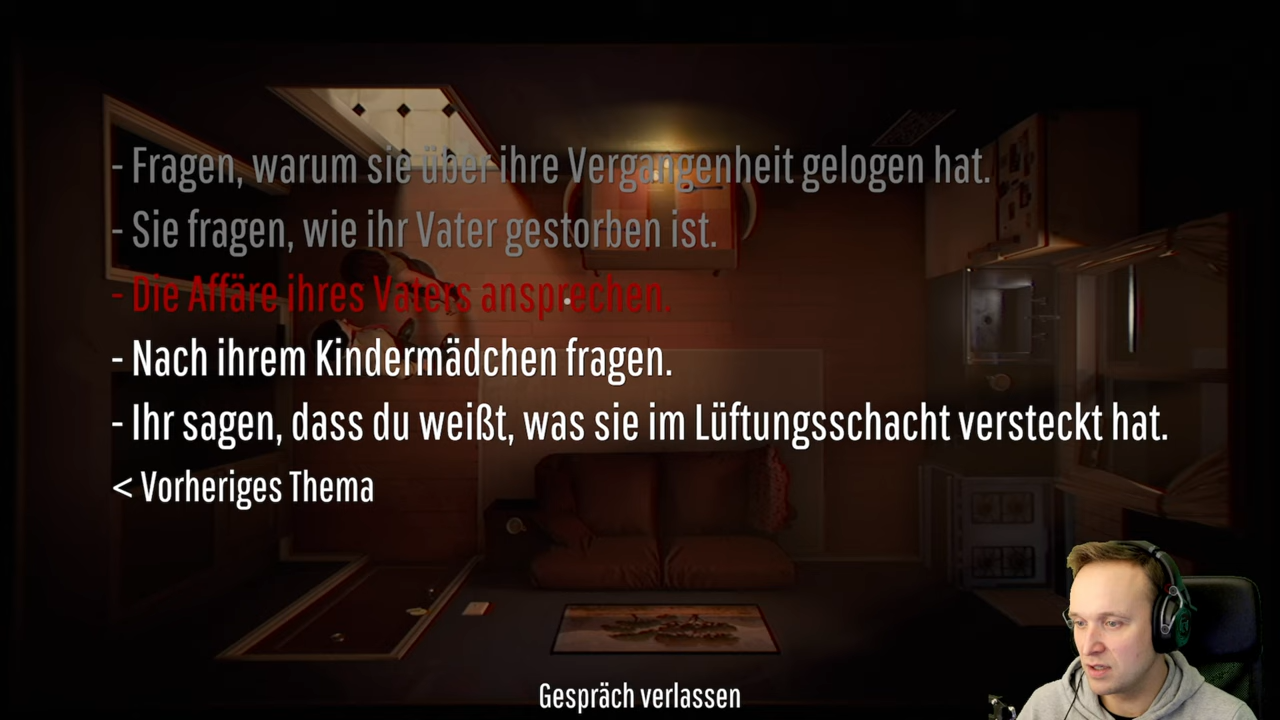 - Fragen, warum sie über ihre Vergangenheit gelogen hat.
- Sie fragen, wie ihr Vater gestorben ist.
- Die Affäre ihres Vaters ansprechen.
- Nach ihrem Kindermädchen fragen.
- Ihr sagen, dass du weißt, was sie im Lüftungsschacht versteckt hat.
< Vorheriges Thema
Gespräch verlassen